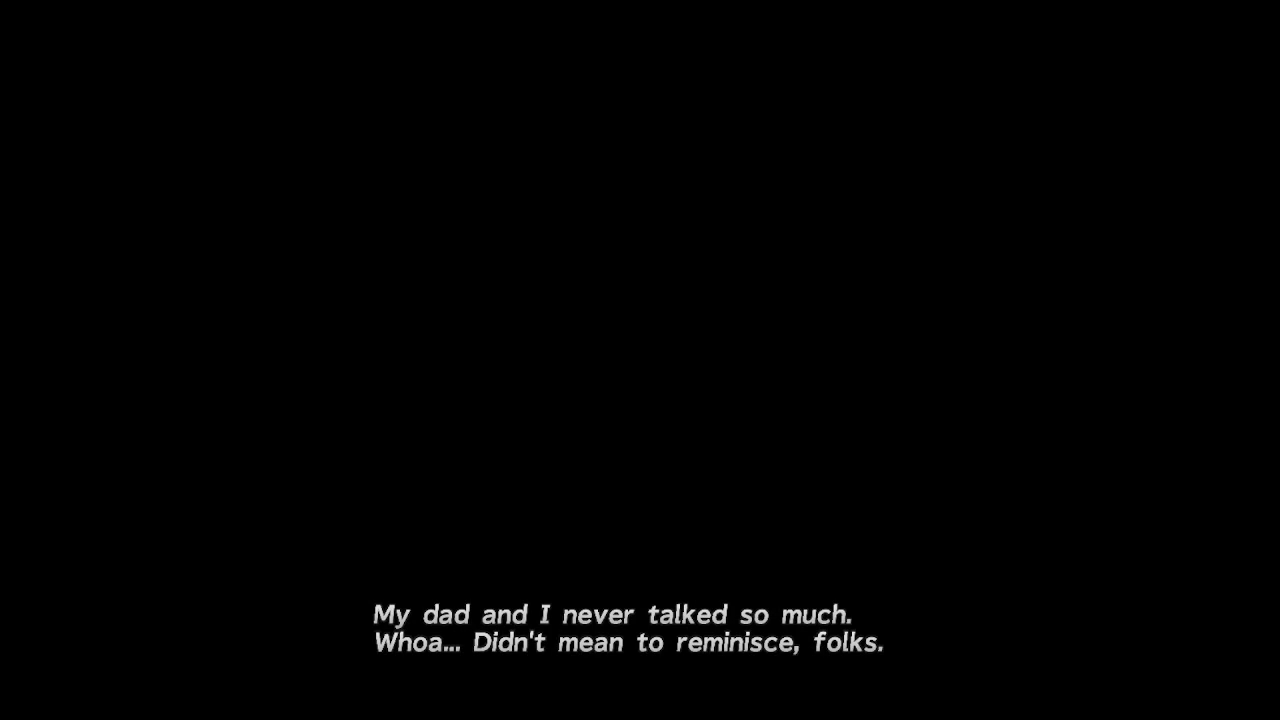 My dad and I never talked so much.
Whoa... Didn't mean to reminisce, folks.